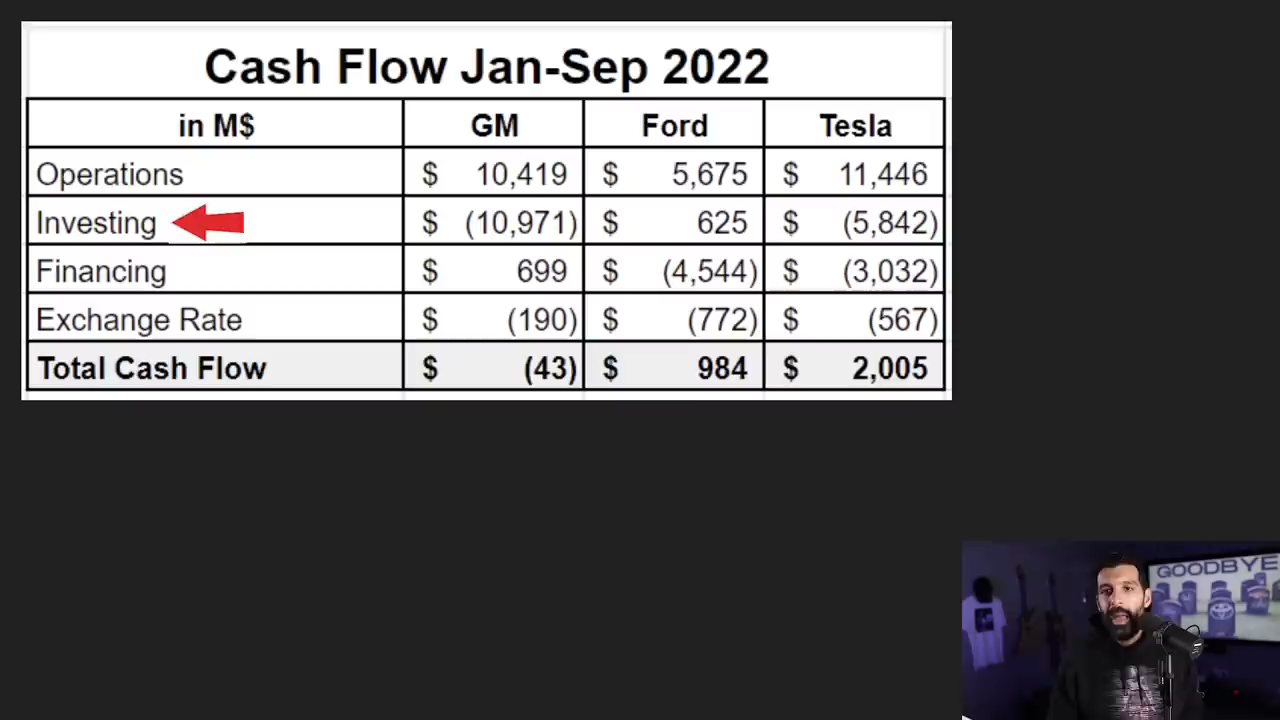 Cash Flow Jan-Sep 2022
in M$ GM Ford Tesla
Operations $ 10,419 $ 5,675 $ 11,446
Investing $ (10,971) $ 625 $ (5,842)
Financing $ 699 $ (4,544) $ (3,032)
Exchange Rate $ (190) $ (772) $ (567)
Total Cash Flow $ (43) $ 984 $ 2,005
GOODBYE